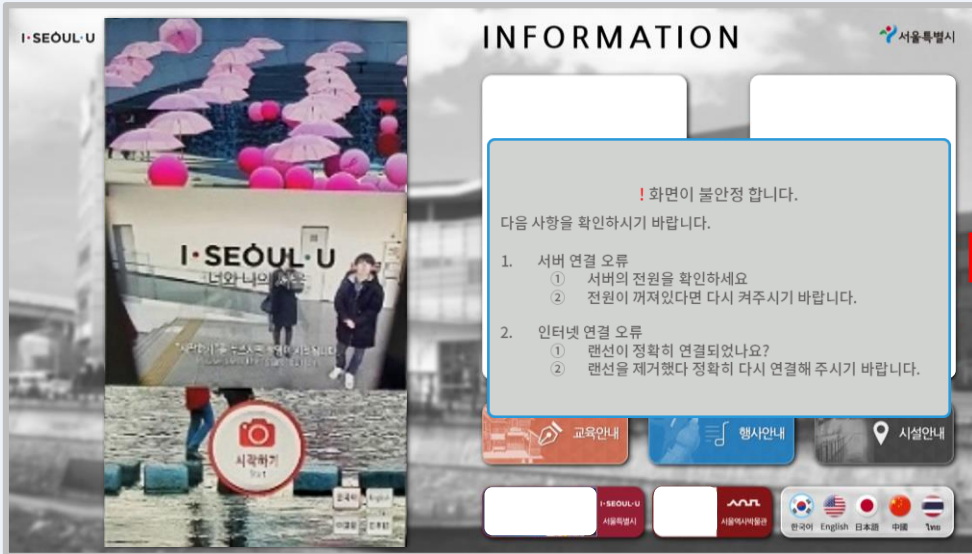 I·SEOUL·U
INFORMATION
서울특별시
! 화면이 불안정 합니다.
다음 사항을 확인하시기 바랍니다.
1. 서버 연결 오류
① 서버의 전원을 확인하세요
② 전원이 꺼져있다면 다시 켜주시기 바랍니다.
2. 인터넷 연결 오류
① 랜선이 정확히 연결되었나요?
② 랜선을 제거했다 정확히 다시 연결해 주시기 바랍니다.
I·SEOUL·U
너와 나의 서울
시작하기
Start
한국어 English
日本語
교육안내
행사안내
시설안내
I·SEOUL·U
서울특별시
서울역사박물관
한국어 English 日本語 中國 ไทย